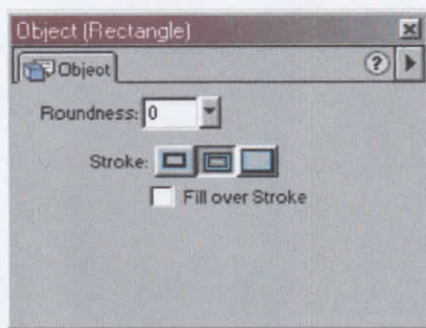 Object (Rectangle)
Object ?
Roundness: 0
Stroke:
Fill over Stroke